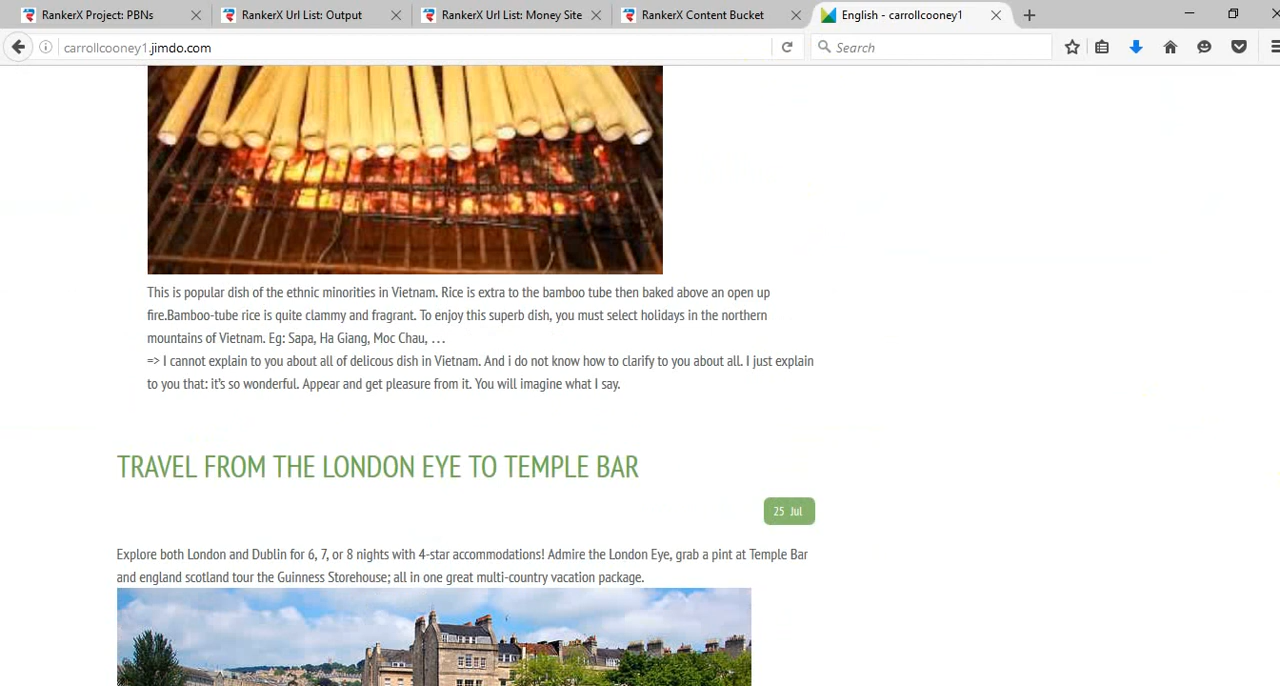 RankerX Project: PBNs
RankerX Url List: Output
RankerX Url List: Money Site
RankerX Content Bucket
English - carrollcooney1
carrollcooney1.jimdo.com
Search
This is popular dish of the ethnic minorities in Vietnam. Rice is extra to the bamboo tube then baked above an open up
fire.Bamboo-tube rice is quite clammy and fragrant. To enjoy this superb dish, you must select holidays in the northern
mountains of Vietnam. Eg: Sapa, Ha Giang, Moc Chau, …
=> I cannot explain to you about all of delicous dish in Vietnam. And i do not know how to clarify to you about all. I just explain
to you that: it's so wonderful. Appear and get pleasure from it. You will imagine what I say.
TRAVEL FROM THE LONDON EYE TO TEMPLE BAR
25 Jul
Explore both London and Dublin for 6, 7, or 8 nights with 4-star accommodations! Admire the London Eye, grab a pint at Temple Bar
and england scotland tour the Guinness Storehouse; all in one great multi-country vacation package.